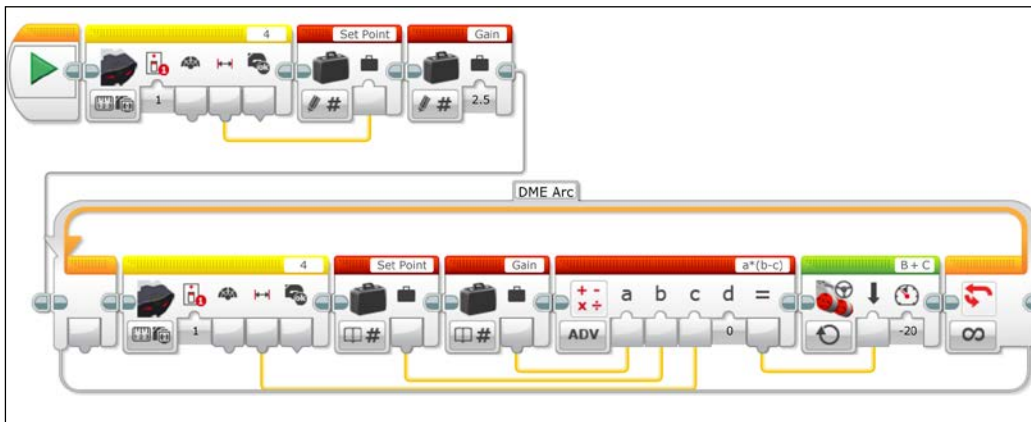 4 Set Point Gain
1 # # 2.5
DME Arc
4 Set Point Gain a*(b-c) B + C
+ - × ÷ a b c d =
1 # # ADV 0 -20 ∞